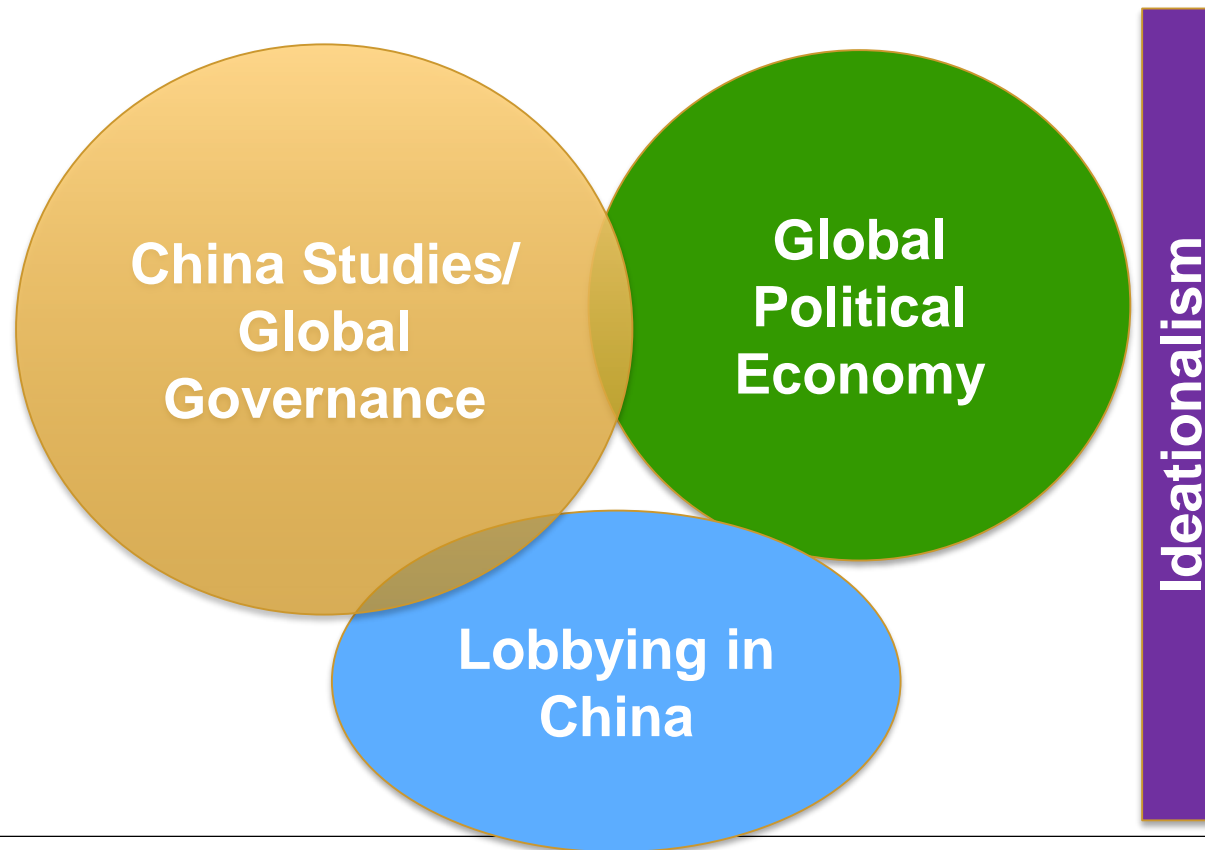 China Studies/
Global
Governance
Global
Political
Economy
Lobbying in
China
Ideationalism